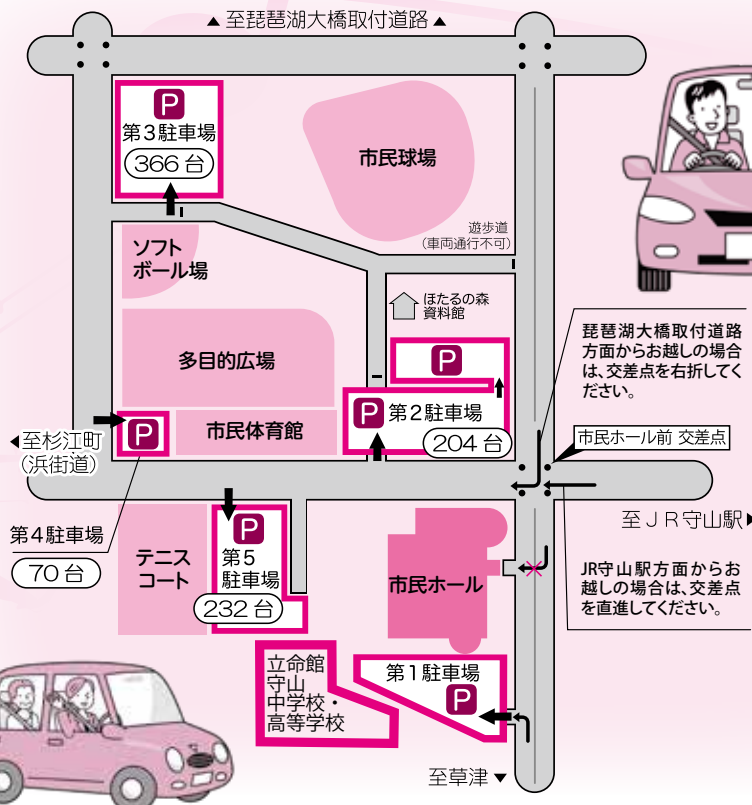 ▲ 至琵琶湖大橋取付道路 ▲
P
第3駐車場
366 台
市民球場
遊歩道
(車両通行不可)
ソフト
ボール場
ほたるの森
資料館
琵琶湖大橋取付道路
方面からお越しの場合
は、交差点を右折してく
ださい。
多目的広場
P
P 第2駐車場
204 台
市民体育館
P
◀至杉江町
(浜街道)
市民ホール前 交差点
至JR守山駅▶
第4駐車場
70 台
テニス
コート
P
第5
駐車場
232 台
市民ホール
JR守山駅方面からお
越しの場合は、交差点
を直進してください。
立命館
守山
中学校・
高等学校
第1駐車場
P
至草津 ▼